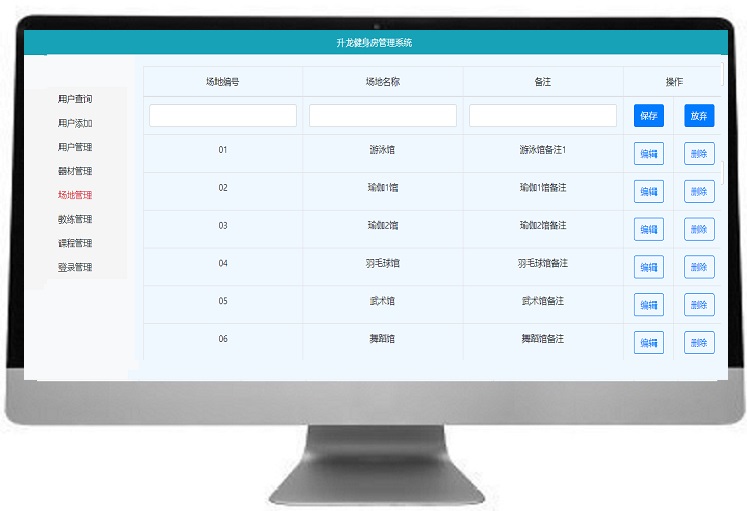 升龙健身房管理系统
用户查询
用户添加
用户管理
器材管理
场地管理
教练管理
课程管理
登录管理
场地编号 场地名称 备注 操作
保存 放弃
01 游泳馆 游泳馆备注1 编辑 删除
02 瑜伽1馆 瑜伽1馆备注 编辑 删除
03 瑜伽2馆 瑜伽2馆备注 编辑 删除
04 羽毛球馆 羽毛球馆备注 编辑 删除
05 武术馆 武术馆备注 编辑 删除
06 舞蹈馆 舞蹈馆备注 编辑 删除